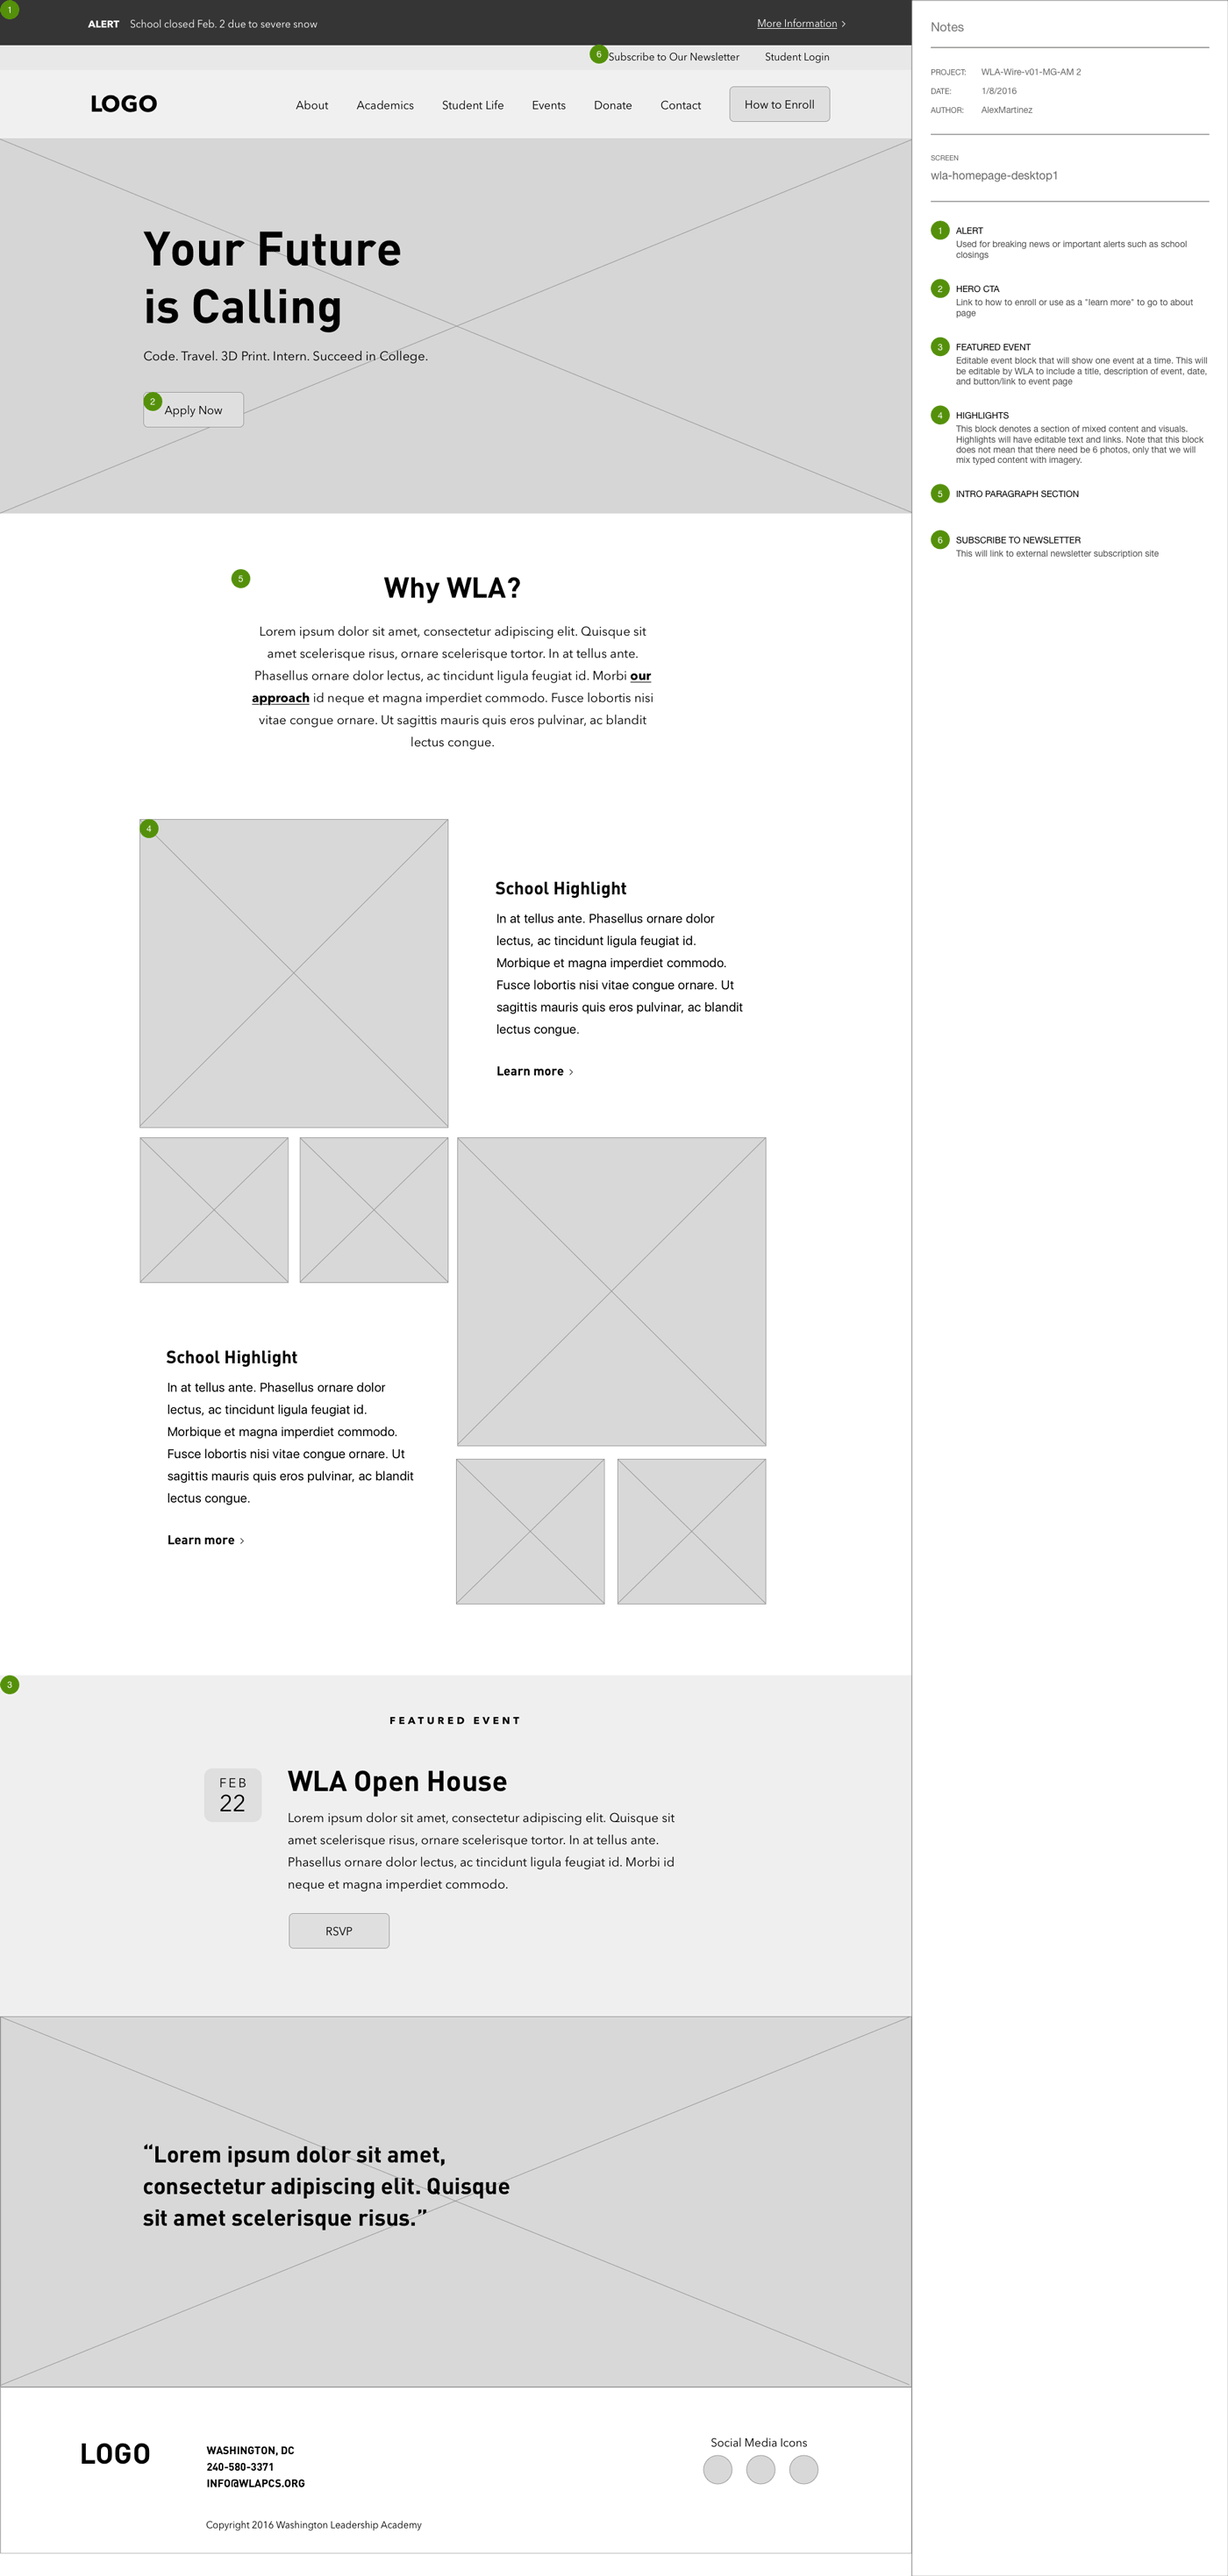 1
ALERT School closed Feb. 2 due to severe snow More Information >
6 Subscribe to Our Newsletter Student Login
LOGO About Academics Student Life Events Donate Contact How to Enroll
Your Future
is Calling
Code. Travel. 3D Print. Intern. Succeed in College.
2 Apply Now
5 Why WLA?
Lorem ipsum dolor sit amet, consectetur adipiscing elit. Quisque sit
amet scelerisque risus, ornare scelerisque tortor. In at tellus ante.
Phasellus ornare dolor lectus, ac tincidunt ligula feugiat id. Morbi our
approach id neque et magna imperdiet commodo. Fusce lobortis nisi
vitae congue ornare. Ut sagittis mauris quis eros pulvinar, ac blandit
lectus congue.
4
School Highlight
In at tellus ante. Phasellus ornare dolor
lectus, ac tincidunt ligula feugiat id.
Morbique et magna imperdiet commodo.
Fusce lobortis nisi vitae congue ornare. Ut
sagittis mauris quis eros pulvinar, ac blandit
lectus congue.
Learn more >
School Highlight
In at tellus ante. Phasellus ornare dolor
lectus, ac tincidunt ligula feugiat id.
Morbique et magna imperdiet commodo.
Fusce lobortis nisi vitae congue ornare. Ut
sagittis mauris quis eros pulvinar, ac blandit
lectus congue.
Learn more >
3
FEATURED EVENT
FEB
22
WLA Open House
Lorem ipsum dolor sit amet, consectetur adipiscing elit. Quisque sit
amet scelerisque risus, ornare scelerisque tortor. In at tellus ante.
Phasellus ornare dolor lectus, ac tincidunt ligula feugiat id. Morbi id
neque et magna imperdiet commodo.
RSVP
“Lorem ipsum dolor sit amet,
consectetur adipiscing elit. Quisque
sit amet scelerisque risus.”
LOGO
WASHINGTON, DC
240-580-3371
INFO@WLAPCS.ORG
Social Media Icons
Copyright 2016 Washington Leadership Academy
Notes
PROJECT: WLA-Wire-v01-MG-AM 2
DATE: 1/8/2016
AUTHOR: AlexMartinez
SCREEN
wla-homepage-desktop1
1 ALERT
Used for breaking news or important alerts such as school
closings
2 HERO CTA
Link to how to enroll or use as a "learn more" to go to about
page
3 FEATURED EVENT
Editable event block that will show one event at a time. This will
be editable by WLA to include a title, description of event, date,
and button/link to event page
4 HIGHLIGHTS
This block denotes a section of mixed content and visuals.
Highlights will have editable text and links. Note that this block
does not mean that there need be 6 photos, only that we will
mix typed content with imagery.
5 INTRO PARAGRAPH SECTION
6 SUBSCRIBE TO NEWSLETTER
This will link to external newsletter subscription site